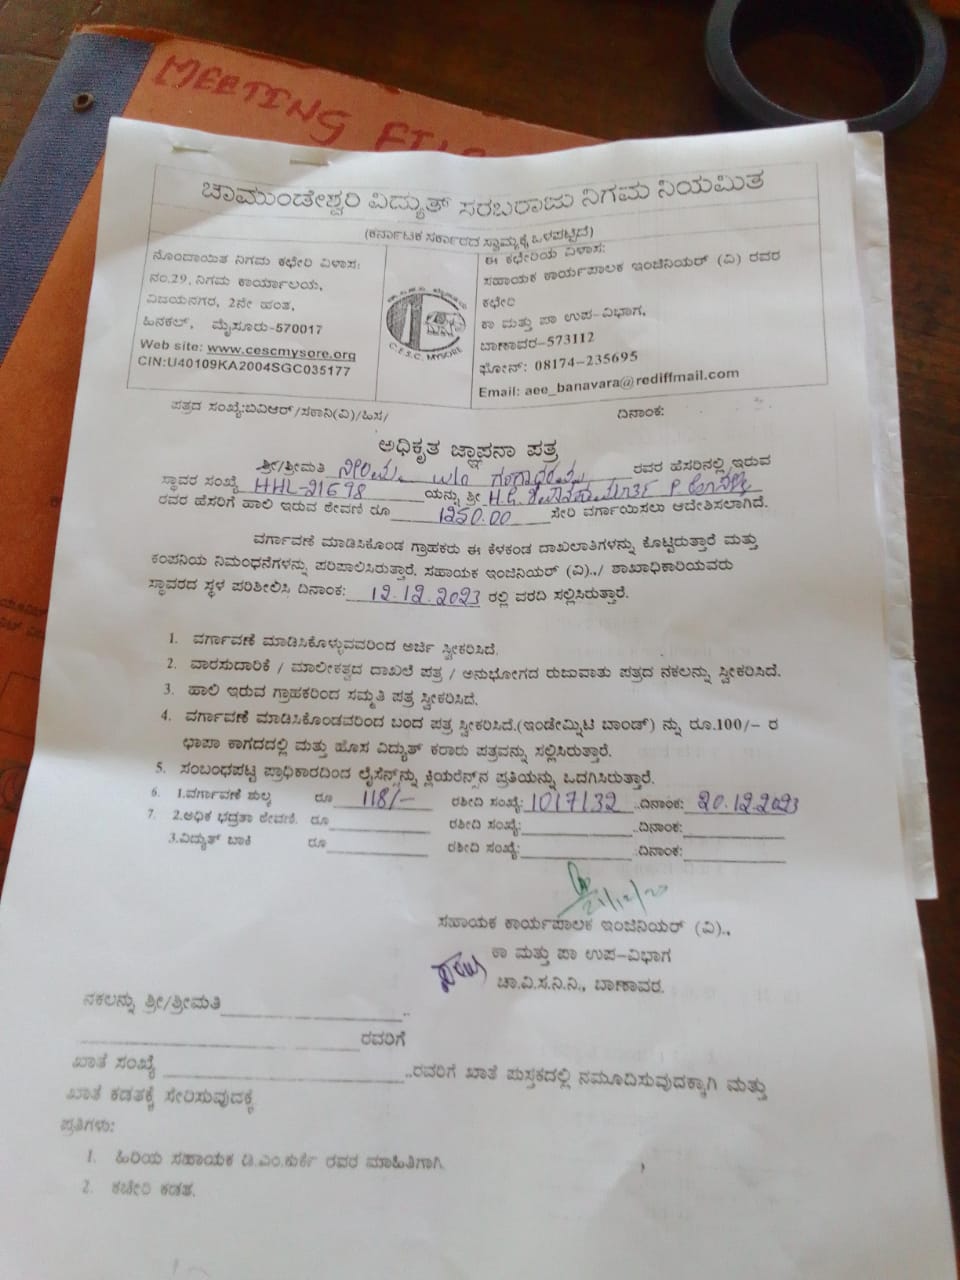 MEETING FILE
ಚಾಮುಂಡೇಶ್ವರಿ ವಿದ್ಯುತ್ ಸರಬರಾಜು ನಿಗಮ ನಿಯಮಿತ
(ಕರ್ನಾಟಕ ಸರ್ಕಾರದ ಸ್ವಾಮ್ಯಕ್ಕೆ ಒಳಪಟ್ಟಿದೆ)
ನೊಂದಾಯಿತ ನಿಗಮ ಕಛೇರಿ ವಿಳಾಸ:
ನಂ.29, ನಿಗಮ ಕಾರ್ಯಾಲಯ,
ವಿಜಯನಗರ, 2ನೇ ಹಂತ,
ಹಿನಕಲ್, ಮೈಸೂರು-570017
Web site: www.cescmysore.org
CIN:U40109KA2004SGC035177
C.E.S.C. MYSORE
ಈ ಕಛೇರಿಯ ವಿಳಾಸ:
ಸಹಾಯಕ ಕಾರ್ಯಪಾಲಕ ಇಂಜಿನಿಯರ್ (ವಿ) ರವರ
ಕಛೇರಿ
ಕಾ ಮತ್ತು ಪಾ ಉಪ-ವಿಭಾಗ,
ಬಾಣಾವರ-573112
ಫೋನ್: 08174-235695
Email: aee_banavara@rediffmail.com
ಪತ್ರದ ಸಂಖ್ಯೆ:ಬಿವಿಆರ್/ಸಕಾನಿ(ವಿ)/ಹಿಸ/ ದಿನಾಂಕ:
ಅಧಿಕೃತ ಜ್ಞಾಪನಾ ಪತ್ರ
ಶ್ರೀ/ಶ್ರೀಮತಿ w/o ರವರ ಹೆಸರಿನಲ್ಲಿ ಇರುವ
ಸ್ಥಾವರ ಸಂಖ್ಯೆ HHL-21678 ಯನ್ನು ಶ್ರೀ H.G.
ರವರ ಹೆಸರಿಗೆ ಹಾಲಿ ಇರುವ ಠೇವಣಿ ರೂ 1250.00 ಸೇರಿ ವರ್ಗಾಯಿಸಲು ಆದೇಶಿಸಲಾಗಿದೆ.
ವರ್ಗಾವಣೆ ಮಾಡಿಸಿಕೊಂಡ ಗ್ರಾಹಕರು ಈ ಕೆಳಕಂಡ ದಾಖಲಾತಿಗಳನ್ನು ಕೊಟ್ಟಿರುತ್ತಾರೆ ಮತ್ತು
ಕಂಪನಿಯ ನಿಬಂಧನೆಗಳನ್ನು ಪರಿಪಾಲಿಸಿರುತ್ತಾರೆ. ಸಹಾಯಕ ಇಂಜಿನಿಯರ್ (ವಿ)./ ಶಾಖಾಧಿಕಾರಿಯವರು
ಸ್ಥಾವರದ ಸ್ಥಳ ಪರಿಶೀಲಿಸಿ ದಿನಾಂಕ: 12.12.2023 ರಲ್ಲಿ ವರದಿ ಸಲ್ಲಿಸಿರುತ್ತಾರೆ.
1. ವರ್ಗಾವಣೆ ಮಾಡಿಸಿಕೊಳ್ಳುವವರಿಂದ ಅರ್ಜಿ ಸ್ವೀಕರಿಸಿದೆ.
2. ವಾರಸುದಾರಿಕೆ / ಮಾಲೀಕತ್ವದ ದಾಖಲೆ ಪತ್ರ / ಅನುಭೋಗದ ರುಜುವಾತು ಪತ್ರದ ನಕಲನ್ನು ಸ್ವೀಕರಿಸಿದೆ.
3. ಹಾಲಿ ಇರುವ ಗ್ರಾಹಕರಿಂದ ಸಮ್ಮತಿ ಪತ್ರ ಸ್ವೀಕರಿಸಿದೆ.
4. ವರ್ಗಾವಣೆ ಮಾಡಿಸಿಕೊಂಡವರಿಂದ ಬಂದ ಪತ್ರ ಸ್ವೀಕರಿಸಿದೆ.(ಇಂಡೇಮ್ನಿಟಿ ಬಾಂಡ್) ನ್ನು ರೂ.100/- ರ
ಛಾಪಾ ಕಾಗದದಲ್ಲಿ ಮತ್ತು ಹೊಸ ವಿದ್ಯುತ್ ಕರಾರು ಪತ್ರವನ್ನು ಸಲ್ಲಿಸಿರುತ್ತಾರೆ.
5. ಸಂಬಂಧಪಟ್ಟ ಪ್ರಾಧಿಕಾರದಿಂದ ಲೈಸೆನ್ಸ್‌ನ್ನು ಕ್ಲಿಯರೆನ್ಸ್‌ನ ಪ್ರತಿಯನ್ನು ಒದಗಿಸಿರುತ್ತಾರೆ.
6. 1.ವರ್ಗಾವಣೆ ಶುಲ್ಕ ರೂ 118/- ರಶೀದಿ ಸಂಖ್ಯೆ: 1017132 ..ದಿನಾಂಕ: 20.12.2023
7. 2.ಅಧಿಕ ಭದ್ರತಾ ಠೇವಣಿ. ರೂ ರಶೀದಿ ಸಂಖ್ಯೆ: ..ದಿನಾಂಕ:
3.ವಿದ್ಯುತ್ ಬಾಕಿ ರೂ ರಶೀದಿ ಸಂಖ್ಯೆ: .ದಿನಾಂಕ:
ಸಹಾಯಕ ಕಾರ್ಯಪಾಲಕ ಇಂಜಿನಿಯರ್ (ವಿ).,
ಕಾ ಮತ್ತು ಪಾ ಉಪ-ವಿಭಾಗ
ಚಾ.ವಿ.ಸ.ನಿ.ನಿ., ಬಾಣಾವರ.
ನಕಲನ್ನು ಶ್ರೀ/ಶ್ರೀಮತಿ
ರವರಿಗೆ
ಖಾತೆ ಸಂಖ್ಯೆ ..ರವರಿಗೆ ಖಾತೆ ಪುಸ್ತಕದಲ್ಲಿ ನಮೂದಿಸುವುದಕ್ಕಾಗಿ ಮತ್ತು
ಖಾತೆ ಕಡತಕ್ಕೆ ಸೇರಿಸುವುದಕ್ಕೆ
ಪ್ರತಿಗಳು:
1. ಹಿರಿಯ ಸಹಾಯಕ ಡಿ.ಎಂ.ಕುರ್ಕೆ ರವರ ಮಾಹಿತಿಗಾಗಿ.
2. ಕಚೇರಿ ಕಡತ.